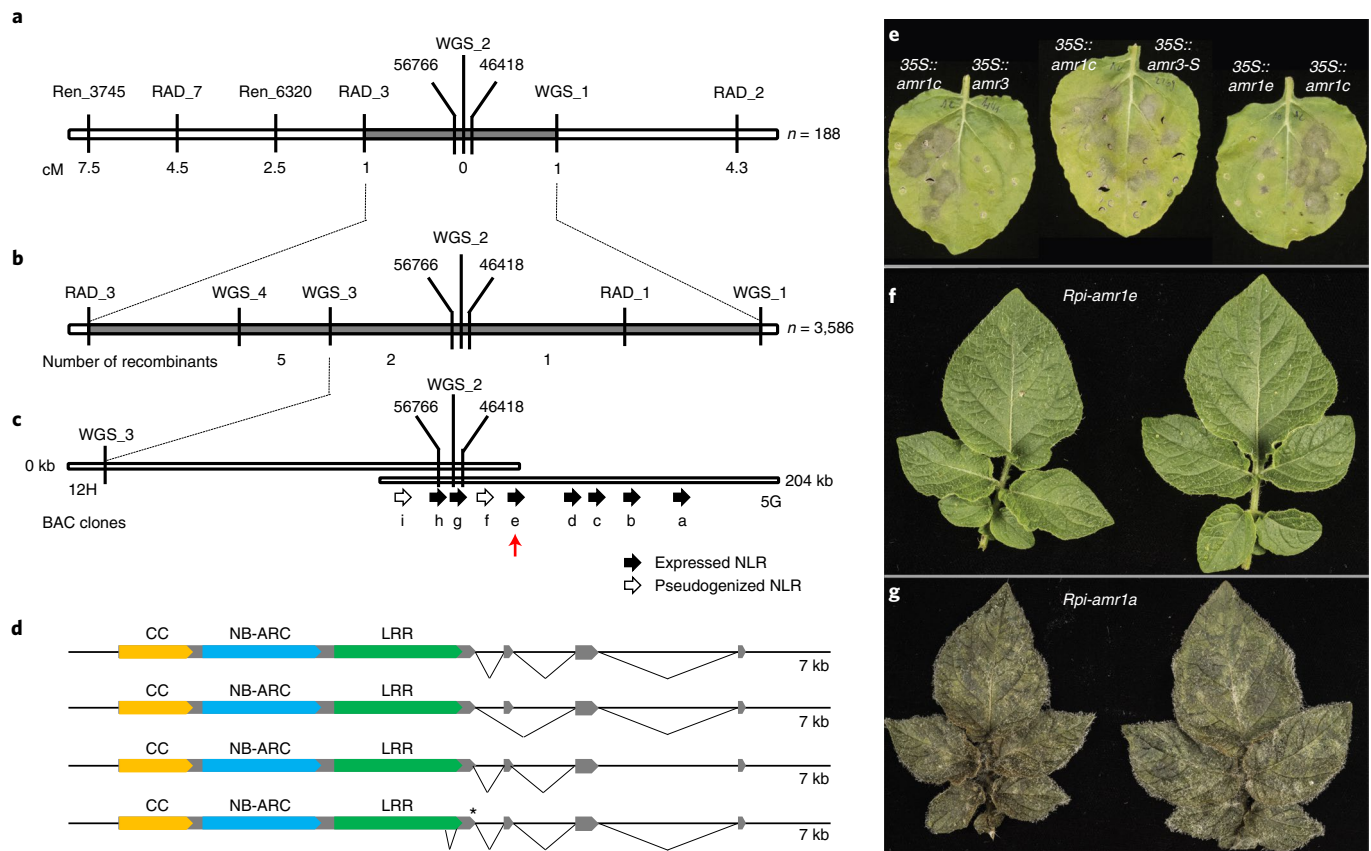 a
WGS_2
56766 46418
Ren_3745 RAD_7 Ren_6320 RAD_3 WGS_1 RAD_2
n = 188
cM 7.5 4.5 2.5 1 0 1 4.3
b
WGS_2
56766 46418
RAD_3 WGS_4 WGS_3 RAD_1 WGS_1
n = 3,586
Number of recombinants 5 2 1
c
WGS_2
56766 46418
WGS_3
0 kb
12H
204 kb
5G
BAC clones
i h g f e d c b a
Expressed NLR
Pseudogenized NLR
d
CC NB-ARC LRR
7 kb
CC NB-ARC LRR
7 kb
CC NB-ARC LRR
7 kb
CC NB-ARC LRR *
7 kb
e
35S::
amr1c
35S::
amr3
35S::
amr1c
35S::
amr3-S
35S::
amr1e
35S::
amr1c
f
Rpi-amr1e
g
Rpi-amr1a